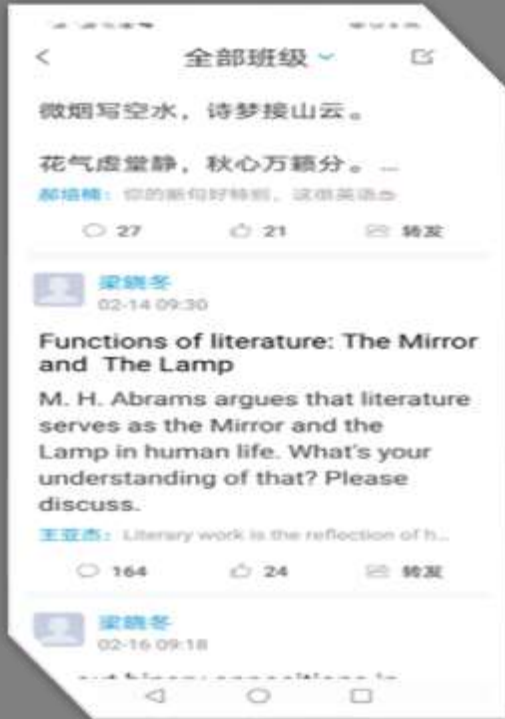 全部班级
微烟写空水，诗梦接山云。
花气虚堂静，秋心万籁分。...
郝培楠：你的断句好特别，这很英语
27 21 转发
梁晓冬
02-14 09:30
Functions of literature: The Mirror
and The Lamp
M. H. Abrams argues that literature
serves as the Mirror and the
Lamp in human life. What's your
understanding of that? Please
discuss.
王亚杰：Literary work is the reflection of h...
164 24 转发
梁晓冬
02-16 09:18